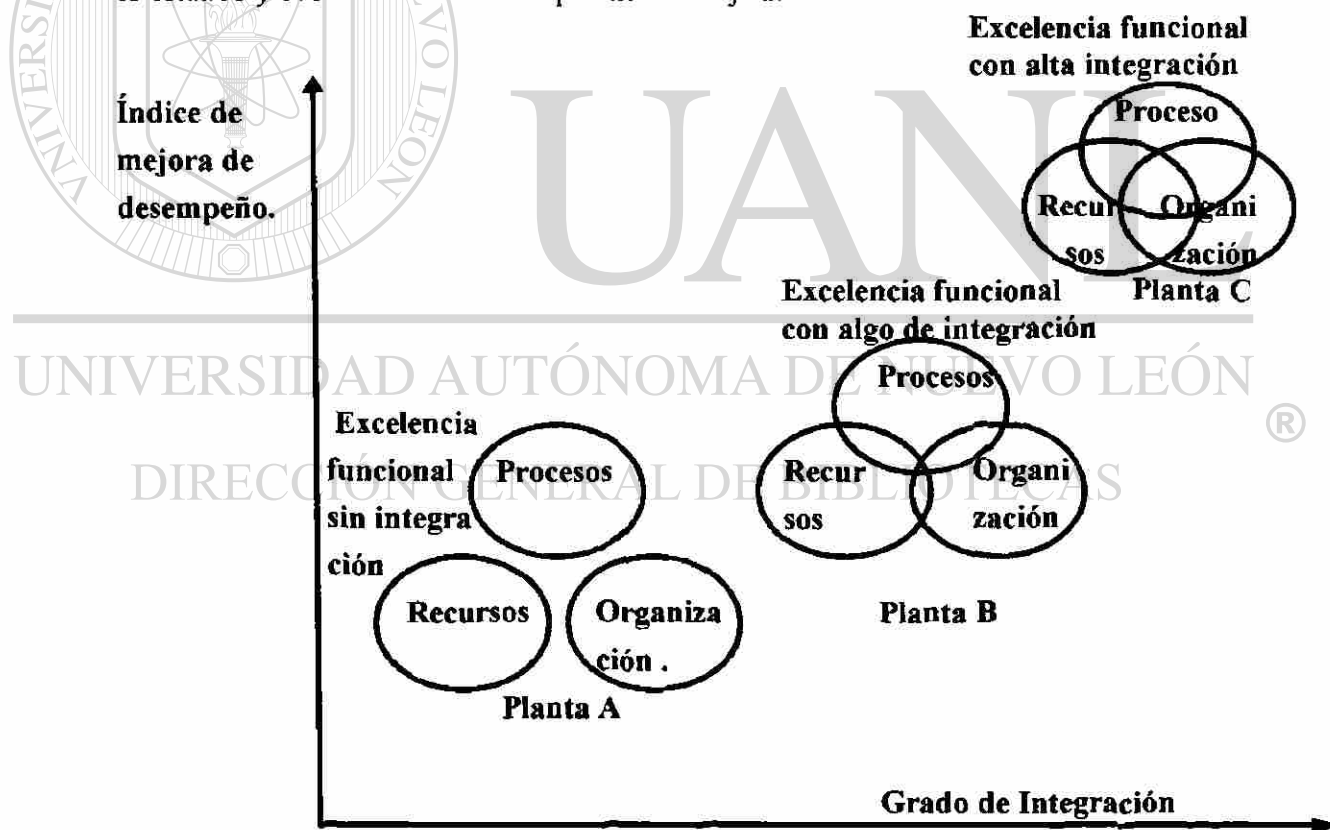 Excelencia funcional
con alta integración
Índice de
mejora de
desempeño.
Proceso
Recur Organi
sos zación
Planta C
UANL
Excelencia funcional
con algo de integración
Procesos
Recur Organi
sos zación
Planta B
UNIVERSIDAD AUTÓNOMA DE NUEVO LEÓN
®
DIRECCIÓN GENERAL DE BIBLIOTECAS
Excelencia
funcional
sin integra
ción
Procesos
Recursos Organiza
ción .
Planta A
Grado de Integración